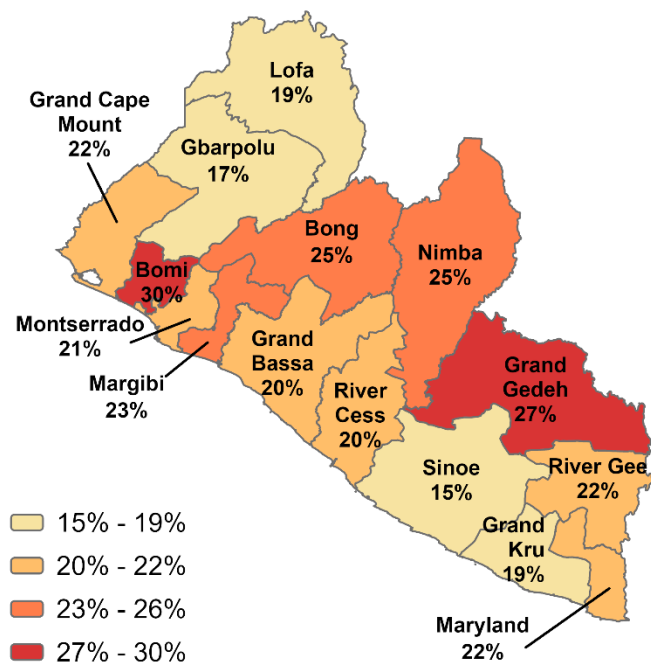 Lofa
19%
Grand Cape
Mount
22%
Gbarpolu
17%
Bong
25%
Nimba
25%
Bomi
30%
Montserrado
21%
Margibi
23%
Grand
Bassa
20%
River
Cess
20%
Grand
Gedeh
27%
Sinoe
15%
River Gee
22%
Grand
Kru
19%
Maryland
22%
15% - 19%
20% - 22%
23% - 26%
27% - 30%